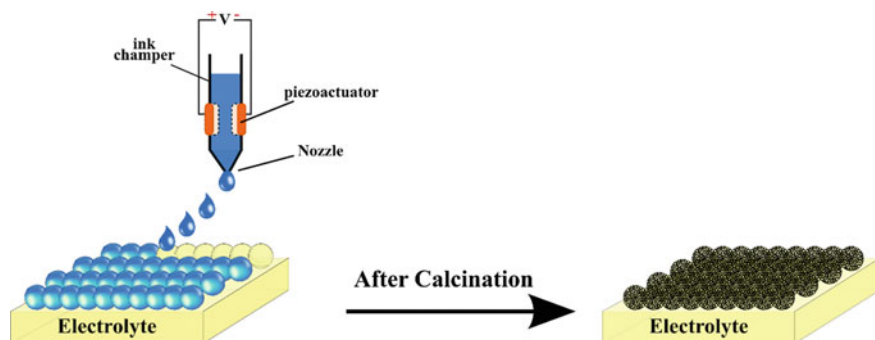 + V -
ink
champer
piezoactuator
Nozzle
After Calcination
Electrolyte
Electrolyte